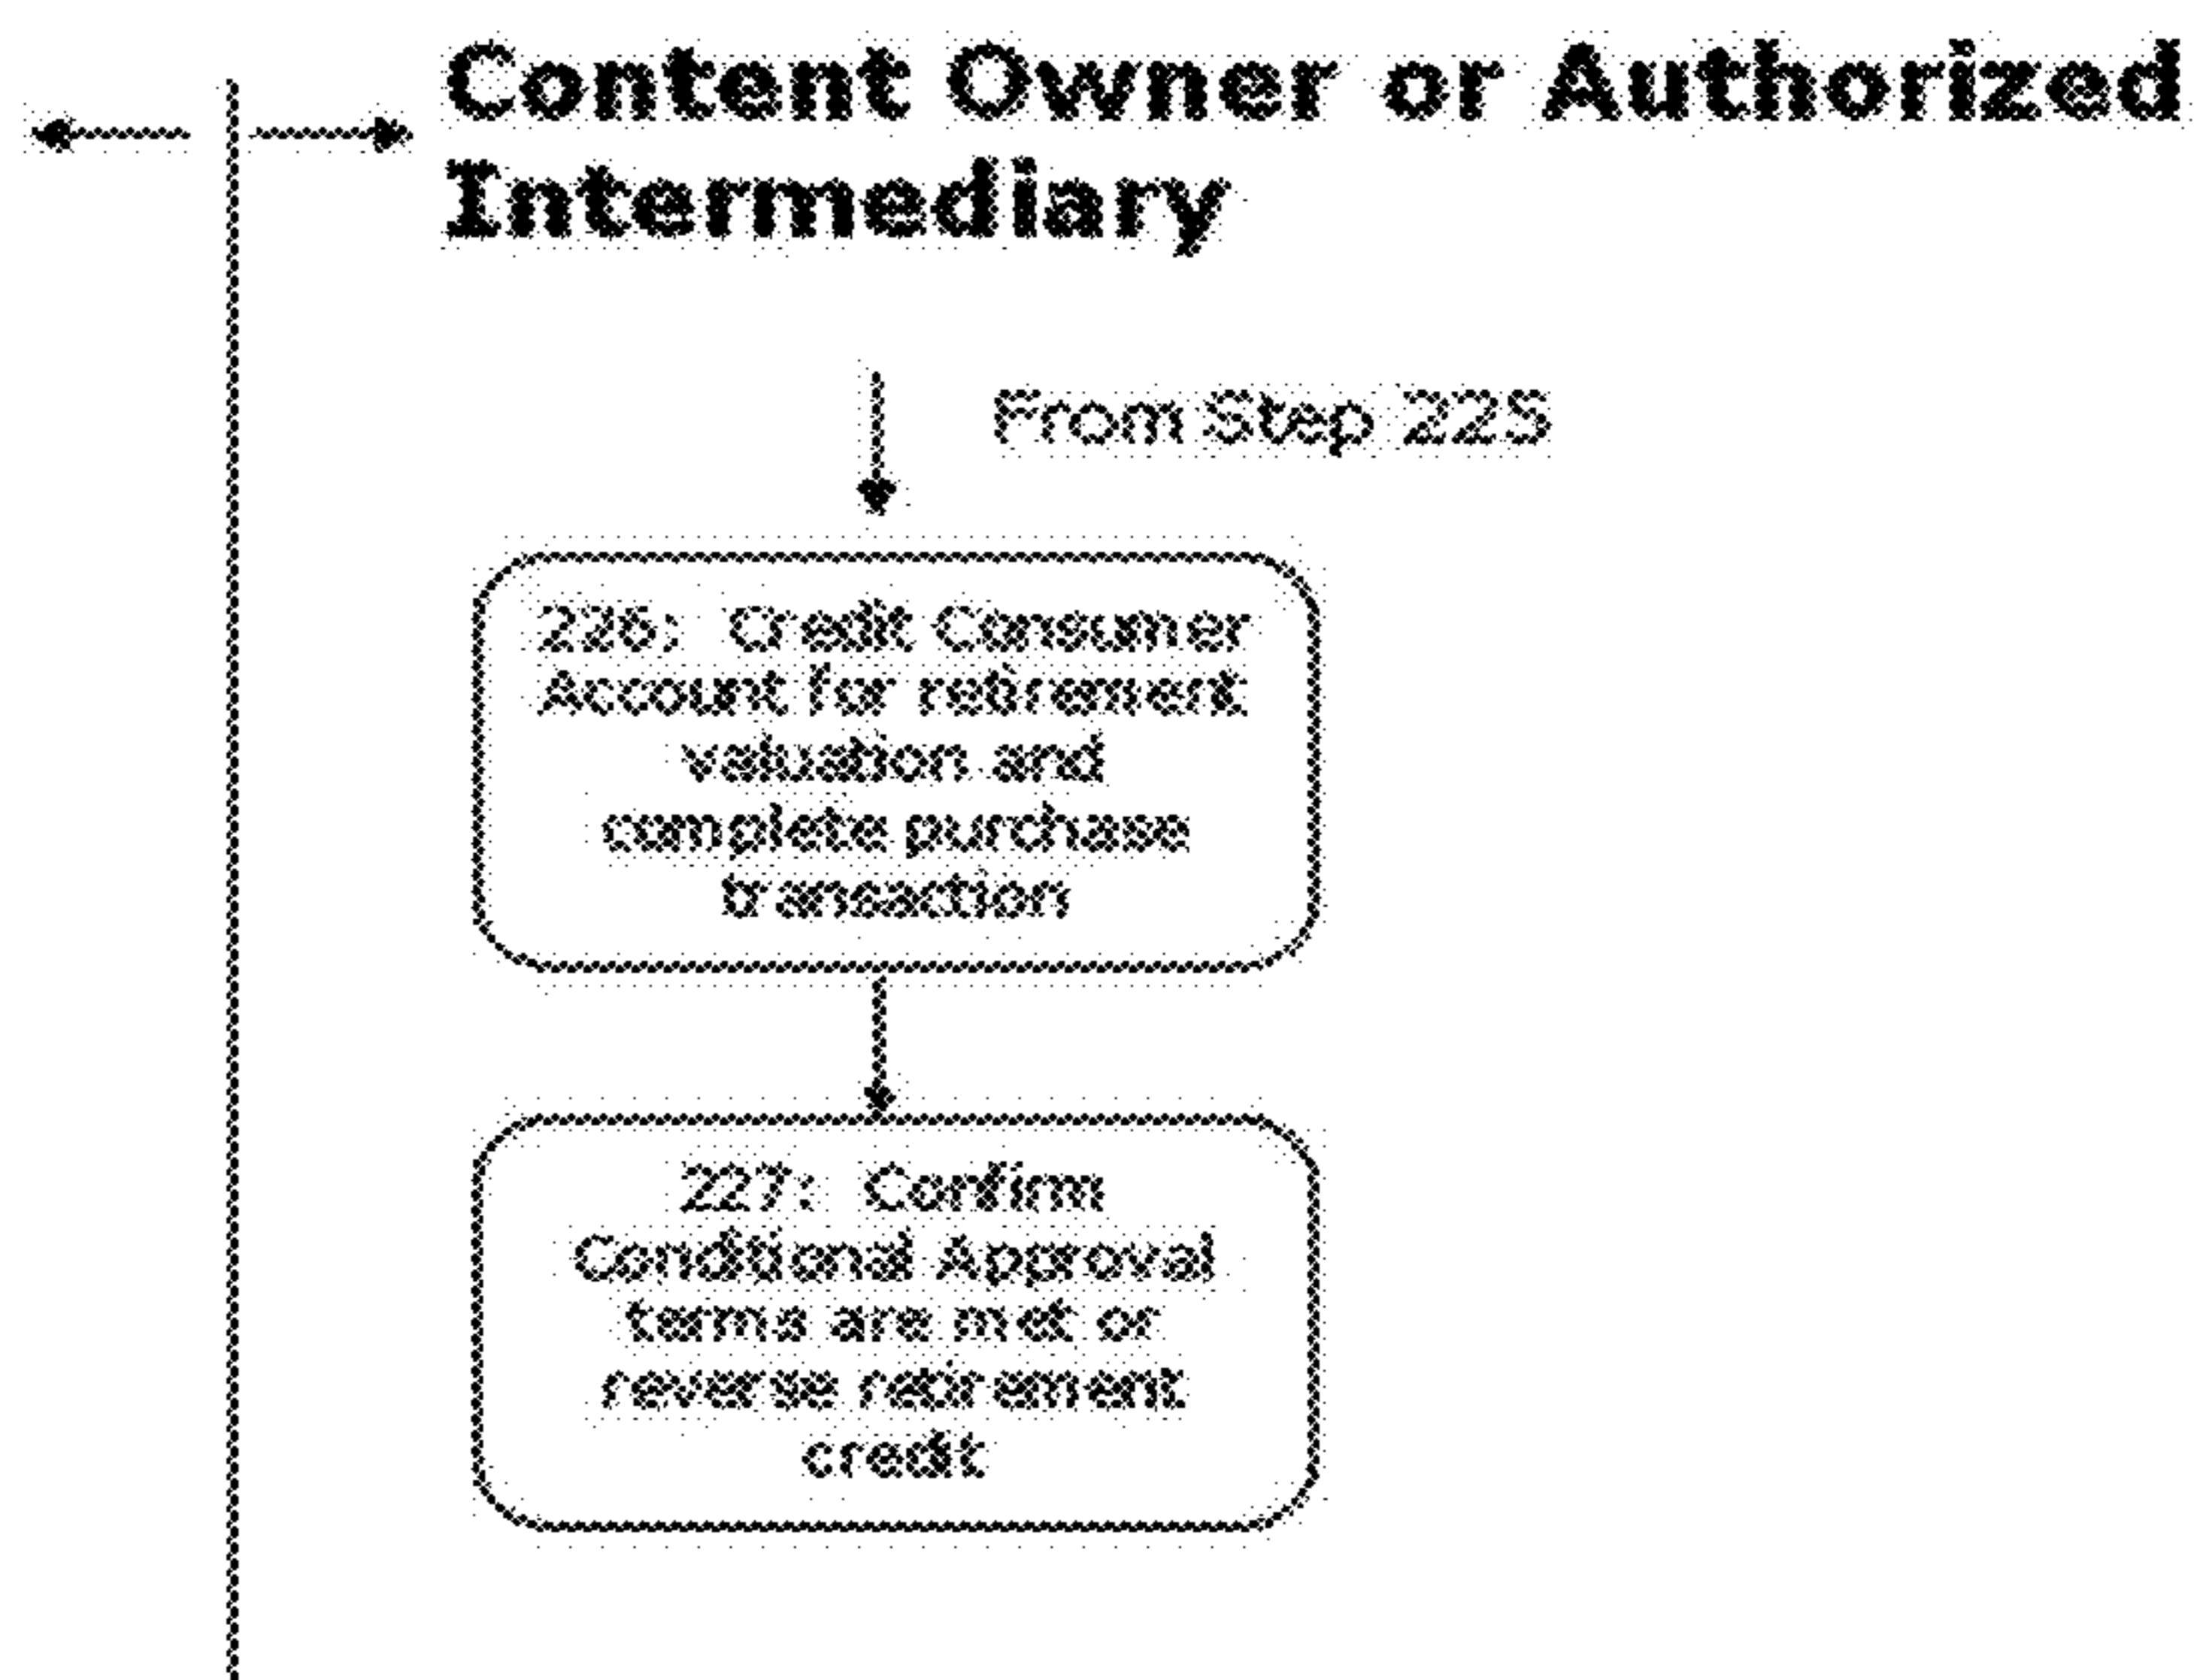 Content Owner or Authorized
Intermediary
From Step 225
226: Credit Consumer
Account for retirement
valuation and
complete purchase
transaction
227: Confirm
Conditional Approval
terms are met or
reverse retirement
credit